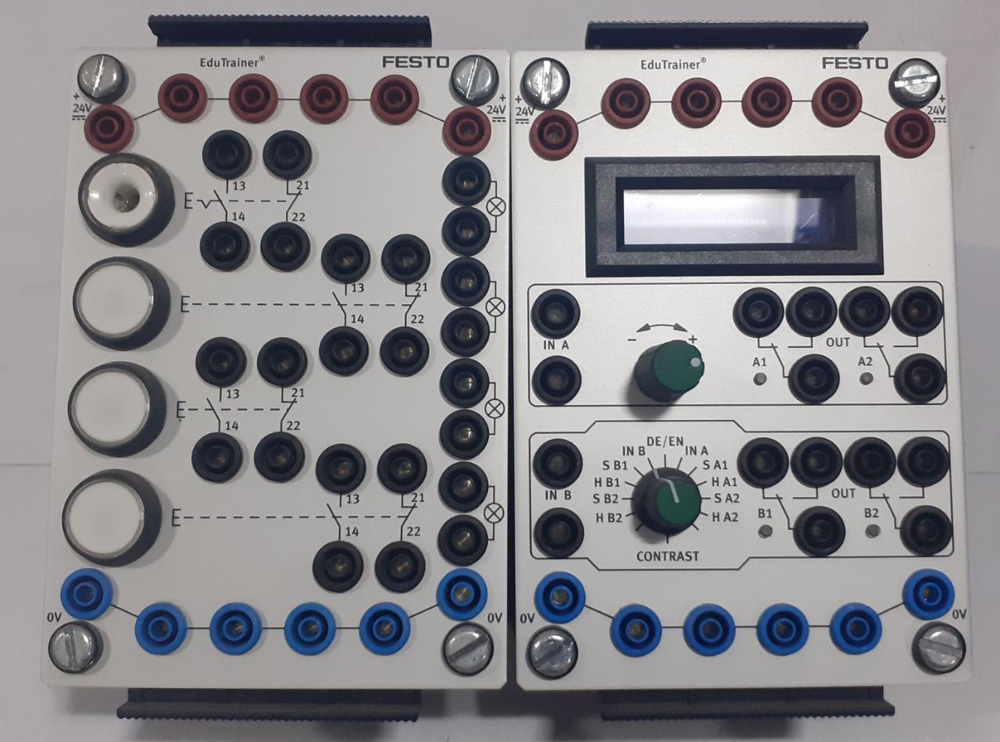 EduTrainer® FESTO
+ 24V
+ 24V
13 21
14 22
13 21
14 22
13 21
14 22
13 21
14 22
0V
0V
EduTrainer® FESTO
+ 24V
+ 24V
- +
IN A
OUT
A1 A2
DE/EN
IN B IN A
S B1 S A1
H B1 H A1
S B2 S A2
H B2 H A2
CONTRAST
IN B
OUT
B1 B2
0V
0V